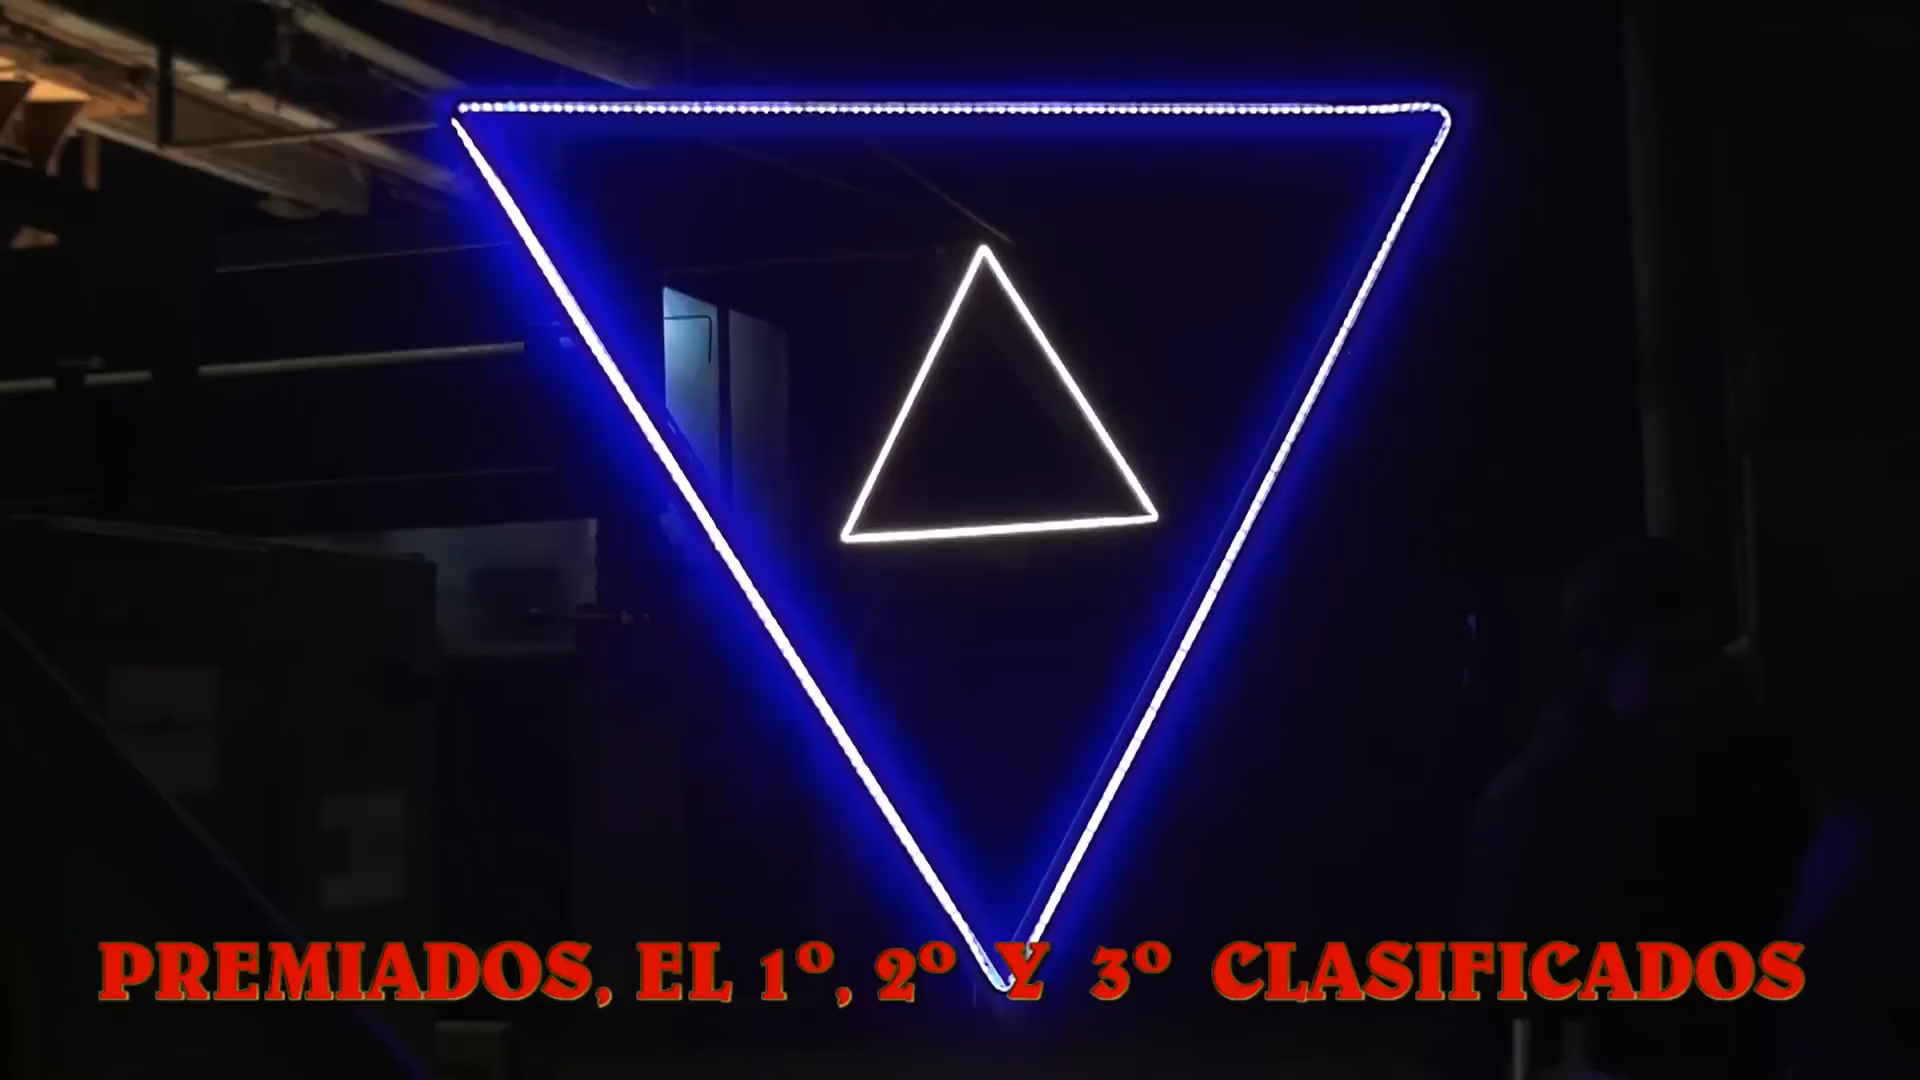 PREMIADOS, EL 1º, 2º Y 3º CLASIFICADOS